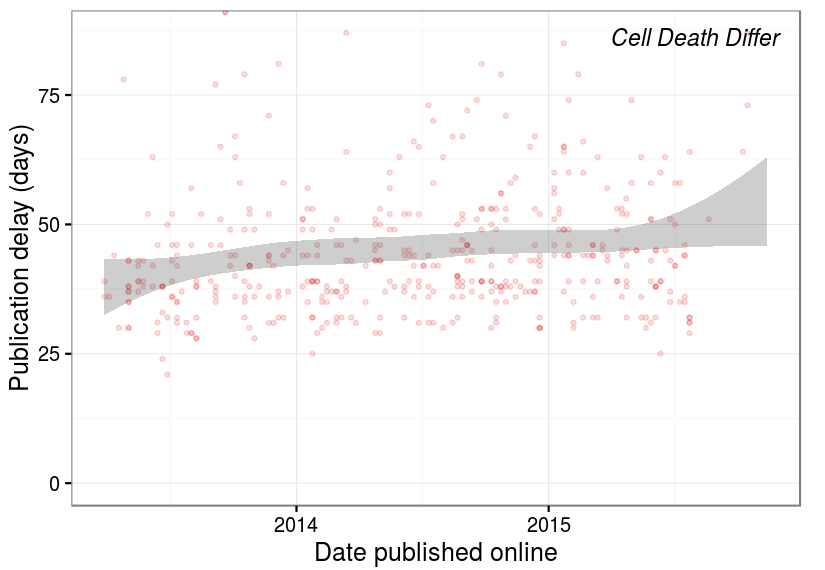 Cell Death Differ
Publication delay (days)
75
50
25
0
2014
2015
Date published online